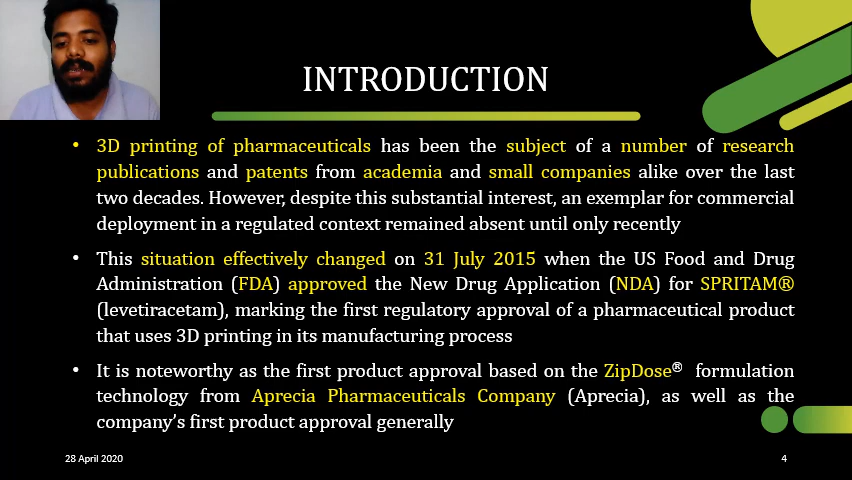 INTRODUCTION
• 3D printing of pharmaceuticals has been the subject of a number of research
publications and patents from academia and small companies alike over the last
two decades. However, despite this substantial interest, an exemplar for commercial
deployment in a regulated context remained absent until only recently
• This situation effectively changed on 31 July 2015 when the US Food and Drug
Administration (FDA) approved the New Drug Application (NDA) for SPRITAM®
(levetiracetam), marking the first regulatory approval of a pharmaceutical product
that uses 3D printing in its manufacturing process
• It is noteworthy as the first product approval based on the ZipDose® formulation
technology from Aprecia Pharmaceuticals Company (Aprecia), as well as the
company's first product approval generally
28 April 2020
4